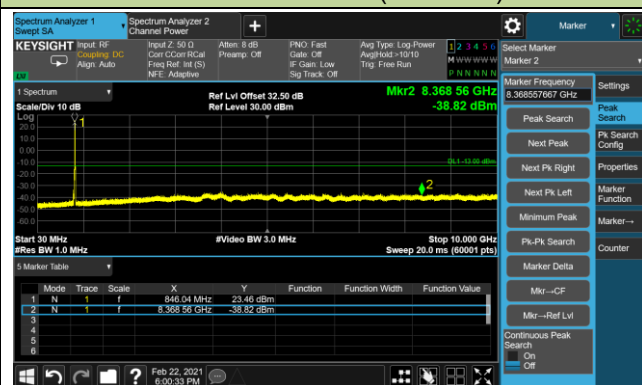 Spectrum Analyzer 1
Swept SA
Spectrum Analyzer 2
Channel Power
+
Marker
KEYSIGHT
Input: RF
Coupling: DC
Align: Auto
Input Z: 50 Ω
Corr CCorr RCal
Freq Ref: Int (S)
NFE: Adaptive
Atten: 8 dB
Preamp: Off
PNO: Fast
Gate: Off
IF Gain: Low
Sig Track: Off
Avg Type: Log-Power
Avg|Hold:>10/10
Trig: Free Run
1 2 3 4 5 6
M W W W W W
P N N N N N
LV
Select Marker
Marker 2
Marker Frequency
8.368557667 GHz
Settings
Peak Search
Peak Search
Next Peak
Pk Search Config
Next Pk Right
Properties
Next Pk Left
Marker Function
Minimum Peak
Marker→
Pk-Pk Search
Counter
Marker Delta
Mkr→CF
Mkr→Ref Lvl
Continuous Peak Search
On
Off
1 Spectrum
Scale/Div 10 dB
Ref Lvl Offset 32.50 dB
Ref Level 30.00 dBm
Mkr2 8.368 56 GHz
-38.82 dBm
Log
20.0
10.0
0.00
-10.0
-20.0
-30.0
-40.0
-50.0
-60.0
1
DL1 -13.00 dBm
2
Start 30 MHz
#Res BW 1.0 MHz
#Video BW 3.0 MHz
Stop 10.000 GHz
Sweep 20.0 ms (60001 pts)
5 Marker Table
Mode Trace Scale X Y Function Function Width Function Value
1 N 1 f 846.04 MHz 23.46 dBm
2 N 1 f 8.368 56 GHz -38.82 dBm
3
4
5
6
?
Feb 22, 2021
6:00:33 PM